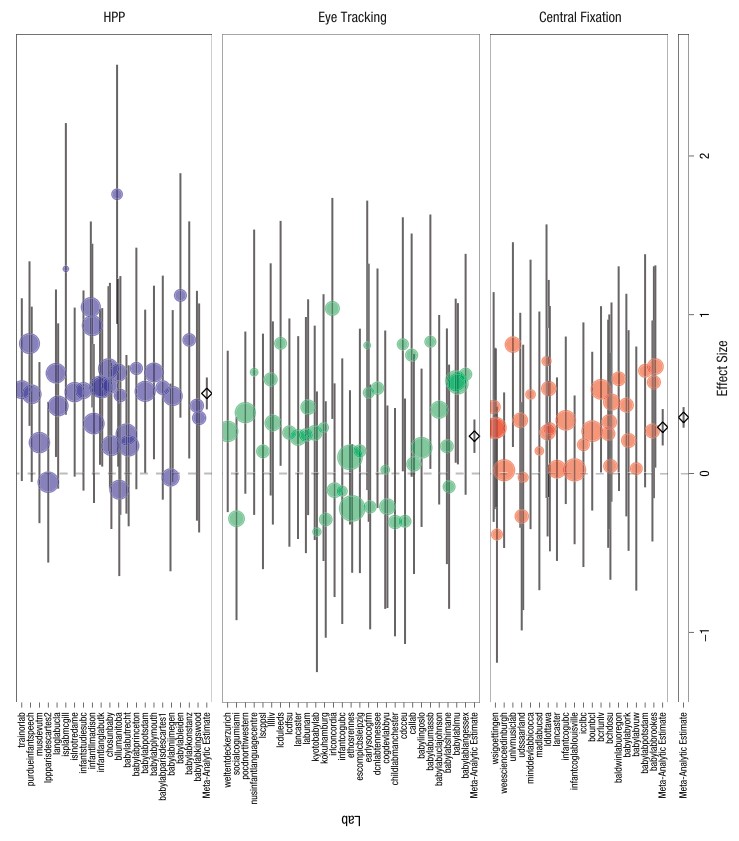 trainorlab
purdueinfantspeech
musdevutm
lppparisdescartes2
langlabucla
isplabmcgill
islnotredame
infantstudiesubc
infantllmadison
infantlanglabutk
chosunbaby
bllumanitoba
babylabutrecht
babylabprinceton
babylabpotsdam
babylabplymouth
babylabparisdescartes1
babylabnijmegen
babylableiden
babylabkonstanz
babylabkingswood
Meta-Analytic Estimate
HPP
weltentdeckerzurich
socialcogumiami
pocdnorthwestern
nusinfantlanguagecentre
lscppsl
lllliv
lcduleeds
lcdfsu
lancaster
labunam
kyotobabylab
kokuhamburg
irlconcordia
infantcogubc
ethosrennes
escompicbsleipzig
earlysocogfm
dcnlabtennessee
cogdevlabbyu
childlabmanchester
cdcceu
callab
babylingoslo
babylabumassb
babylabuclajohnson
babylabshimane
babylablmu
babylablangessex
Meta-Analytic Estimate
Eye Tracking
Lab
wsigoettingen
weescienceedinburgh
unlvmusiclab
udssaarland
minddevlabbicocca
madlabucsd
ldlottawa
lancaster
infantcogubc
infantcoglablouisville
icclbc
bounbcl
bcrlunlv
bchdosu
baldwinlabuoregon
babylabyork
babylabvuw
babylabpotsdam
babylabbrookes
Meta-Analytic Estimate
Central Fixation
Meta-Analytic Estimate
−1 0 1 2
Effect Size